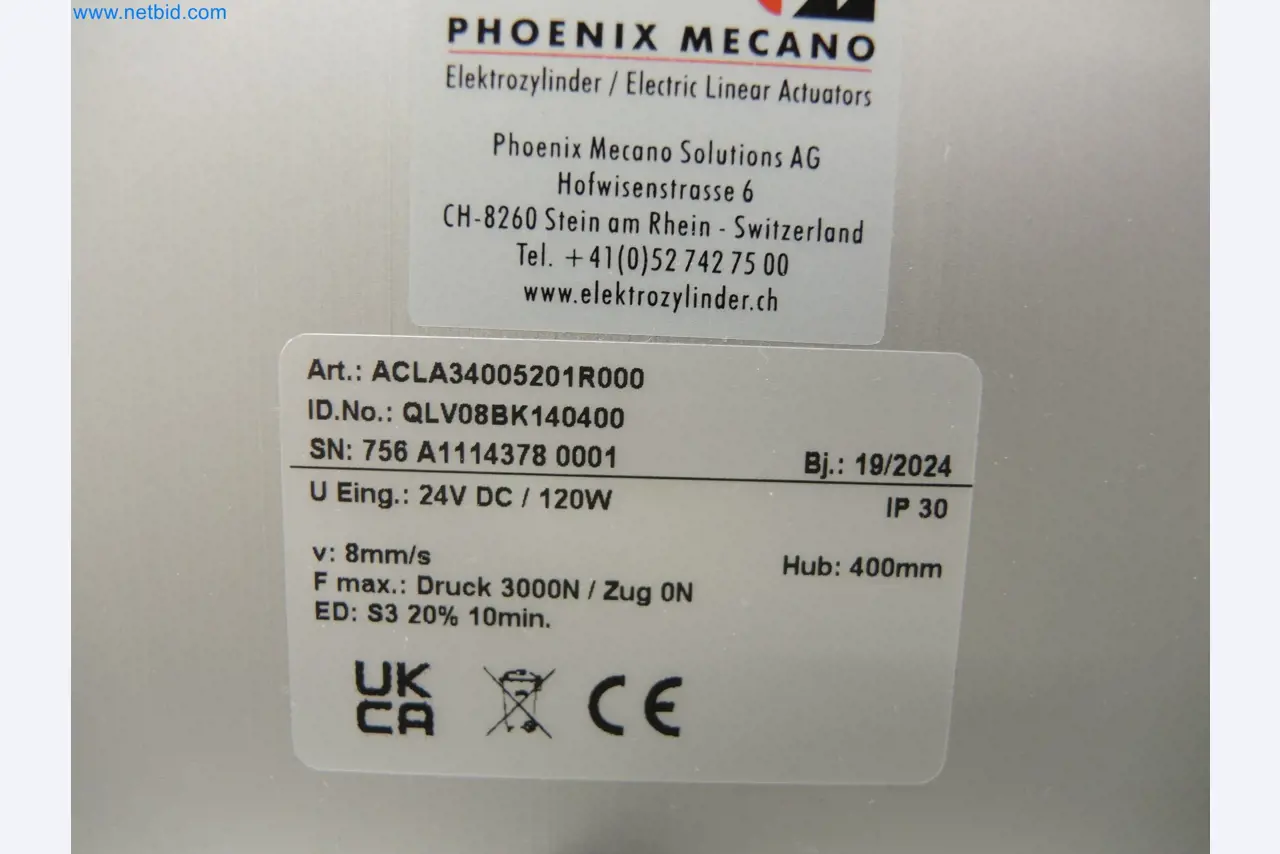 www.netbid.com
PHOENIX MECANO
Elektrozylinder / Electric Linear Actuators
Phoenix Mecano Solutions AG
Hofwisenstrasse 6
CH-8260 Stein am Rhein - Switzerland
Tel. +41(0)52 742 75 00
www.elektrozylinder.ch
Art.: ACLA34005201R000
ID.No.: QLV08BK140400
SN: 756 A1114378 0001
Bj.: 19/2024
U Eing.: 24V DC / 120W
IP 30
v: 8mm/s
Hub: 400mm
F max.: Druck 3000N / Zug 0N
ED: S3 20% 10min.
UK
CA
CE